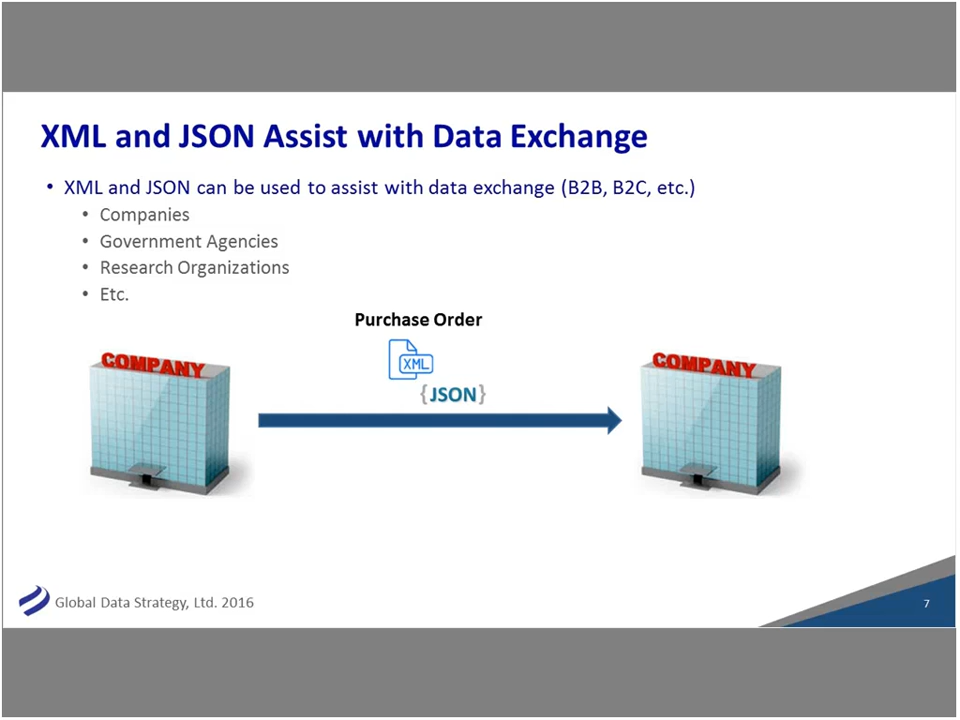 XML and JSON Assist with Data Exchange
• XML and JSON can be used to assist with data exchange (B2B, B2C, etc.)
• Companies
• Government Agencies
• Research Organizations
• Etc.
Purchase Order
XML
{JSON}
COMPANY
COMPANY
Global Data Strategy, Ltd. 2016
7